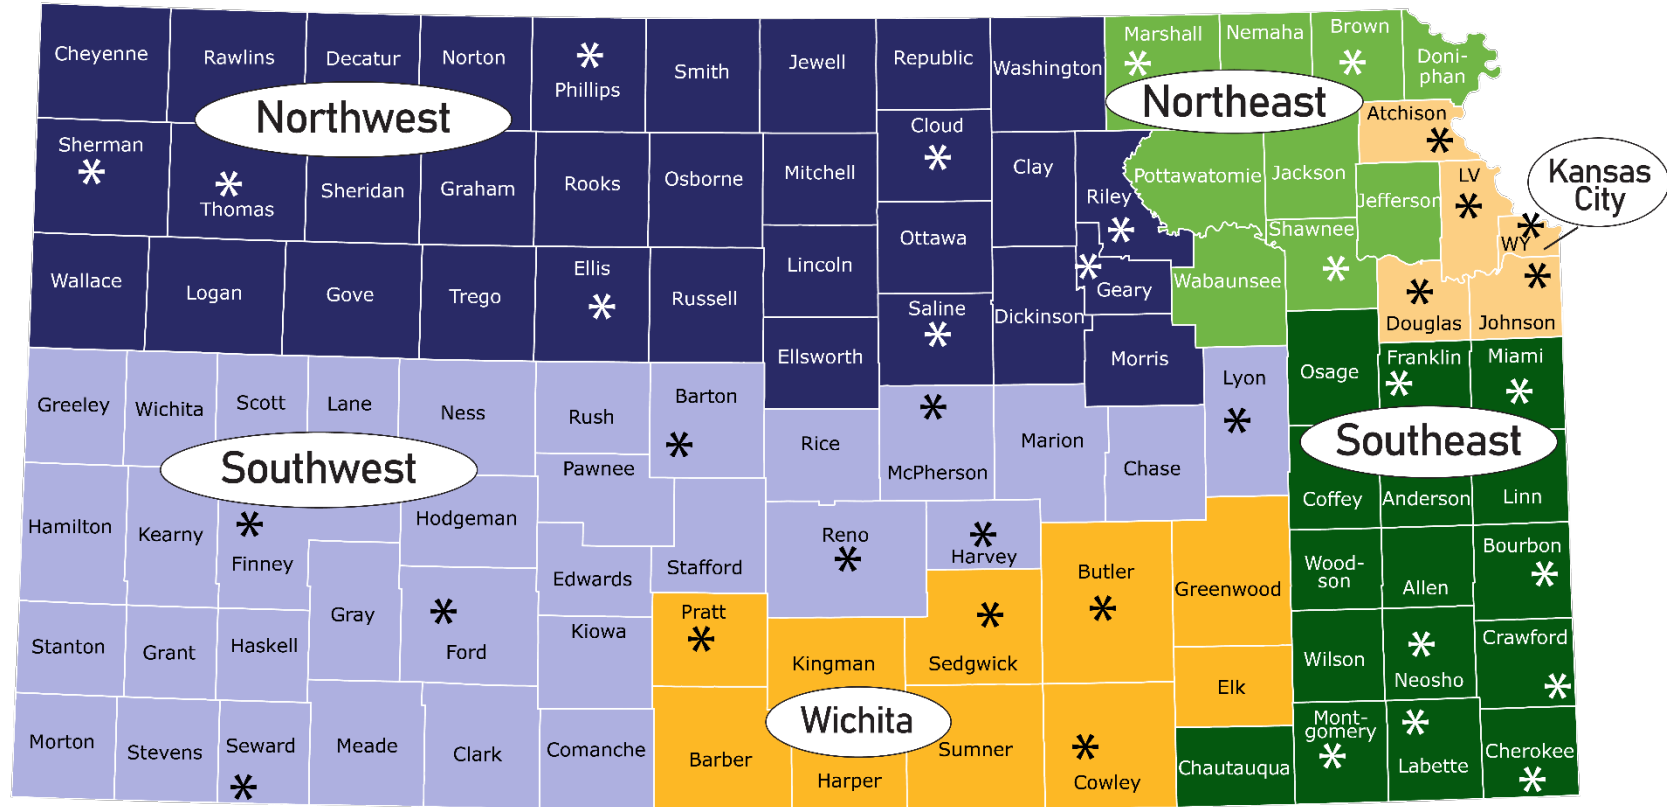 Cheyenne
Rawlins
Decatur
Norton
*
Phillips
Smith
Jewell
Republic
Washington
Marshall
*
Nemaha
Brown
*
Doni-
phan
Northwest
Northeast
Atchison
*
Sherman
*
Thomas
*
Sheridan
Graham
Rooks
Osborne
Mitchell
Cloud
*
Clay
Riley
*
Pottawatomie
Jackson
Jefferson
LV
*
Kansas
City
WY
*
Wallace
Logan
Gove
Trego
Ellis
*
Russell
Lincoln
Ottawa
Saline
*
Dickinson
*
Geary
Wabaunsee
Shawnee
*
*
Douglas
*
Johnson
Ellsworth
Morris
Osage
Franklin
*
Miami
*
Greeley
Wichita
Scott
Lane
Ness
Rush
Barton
*
Rice
*
McPherson
Marion
Chase
Lyon
*
Southwest
Southeast
Pawnee
Hamilton
Kearny
*
Finney
Hodgeman
Stafford
Reno
*
*
Harvey
Coffey
Anderson
Linn
Edwards
Gray
*
Ford
Kiowa
Pratt
*
Kingman
*
Sedgwick
Butler
*
Greenwood
Wood-
son
Allen
Bourbon
*
Stanton
Grant
Haskell
Elk
Wilson
*
Neosho
Crawford
*
Wichita
Morton
Stevens
Seward
*
Meade
Clark
Comanche
Barber
Harper
Sumner
*
Cowley
Chautauqua
Mont-
gomery
*
*
Labette
Cherokee
*